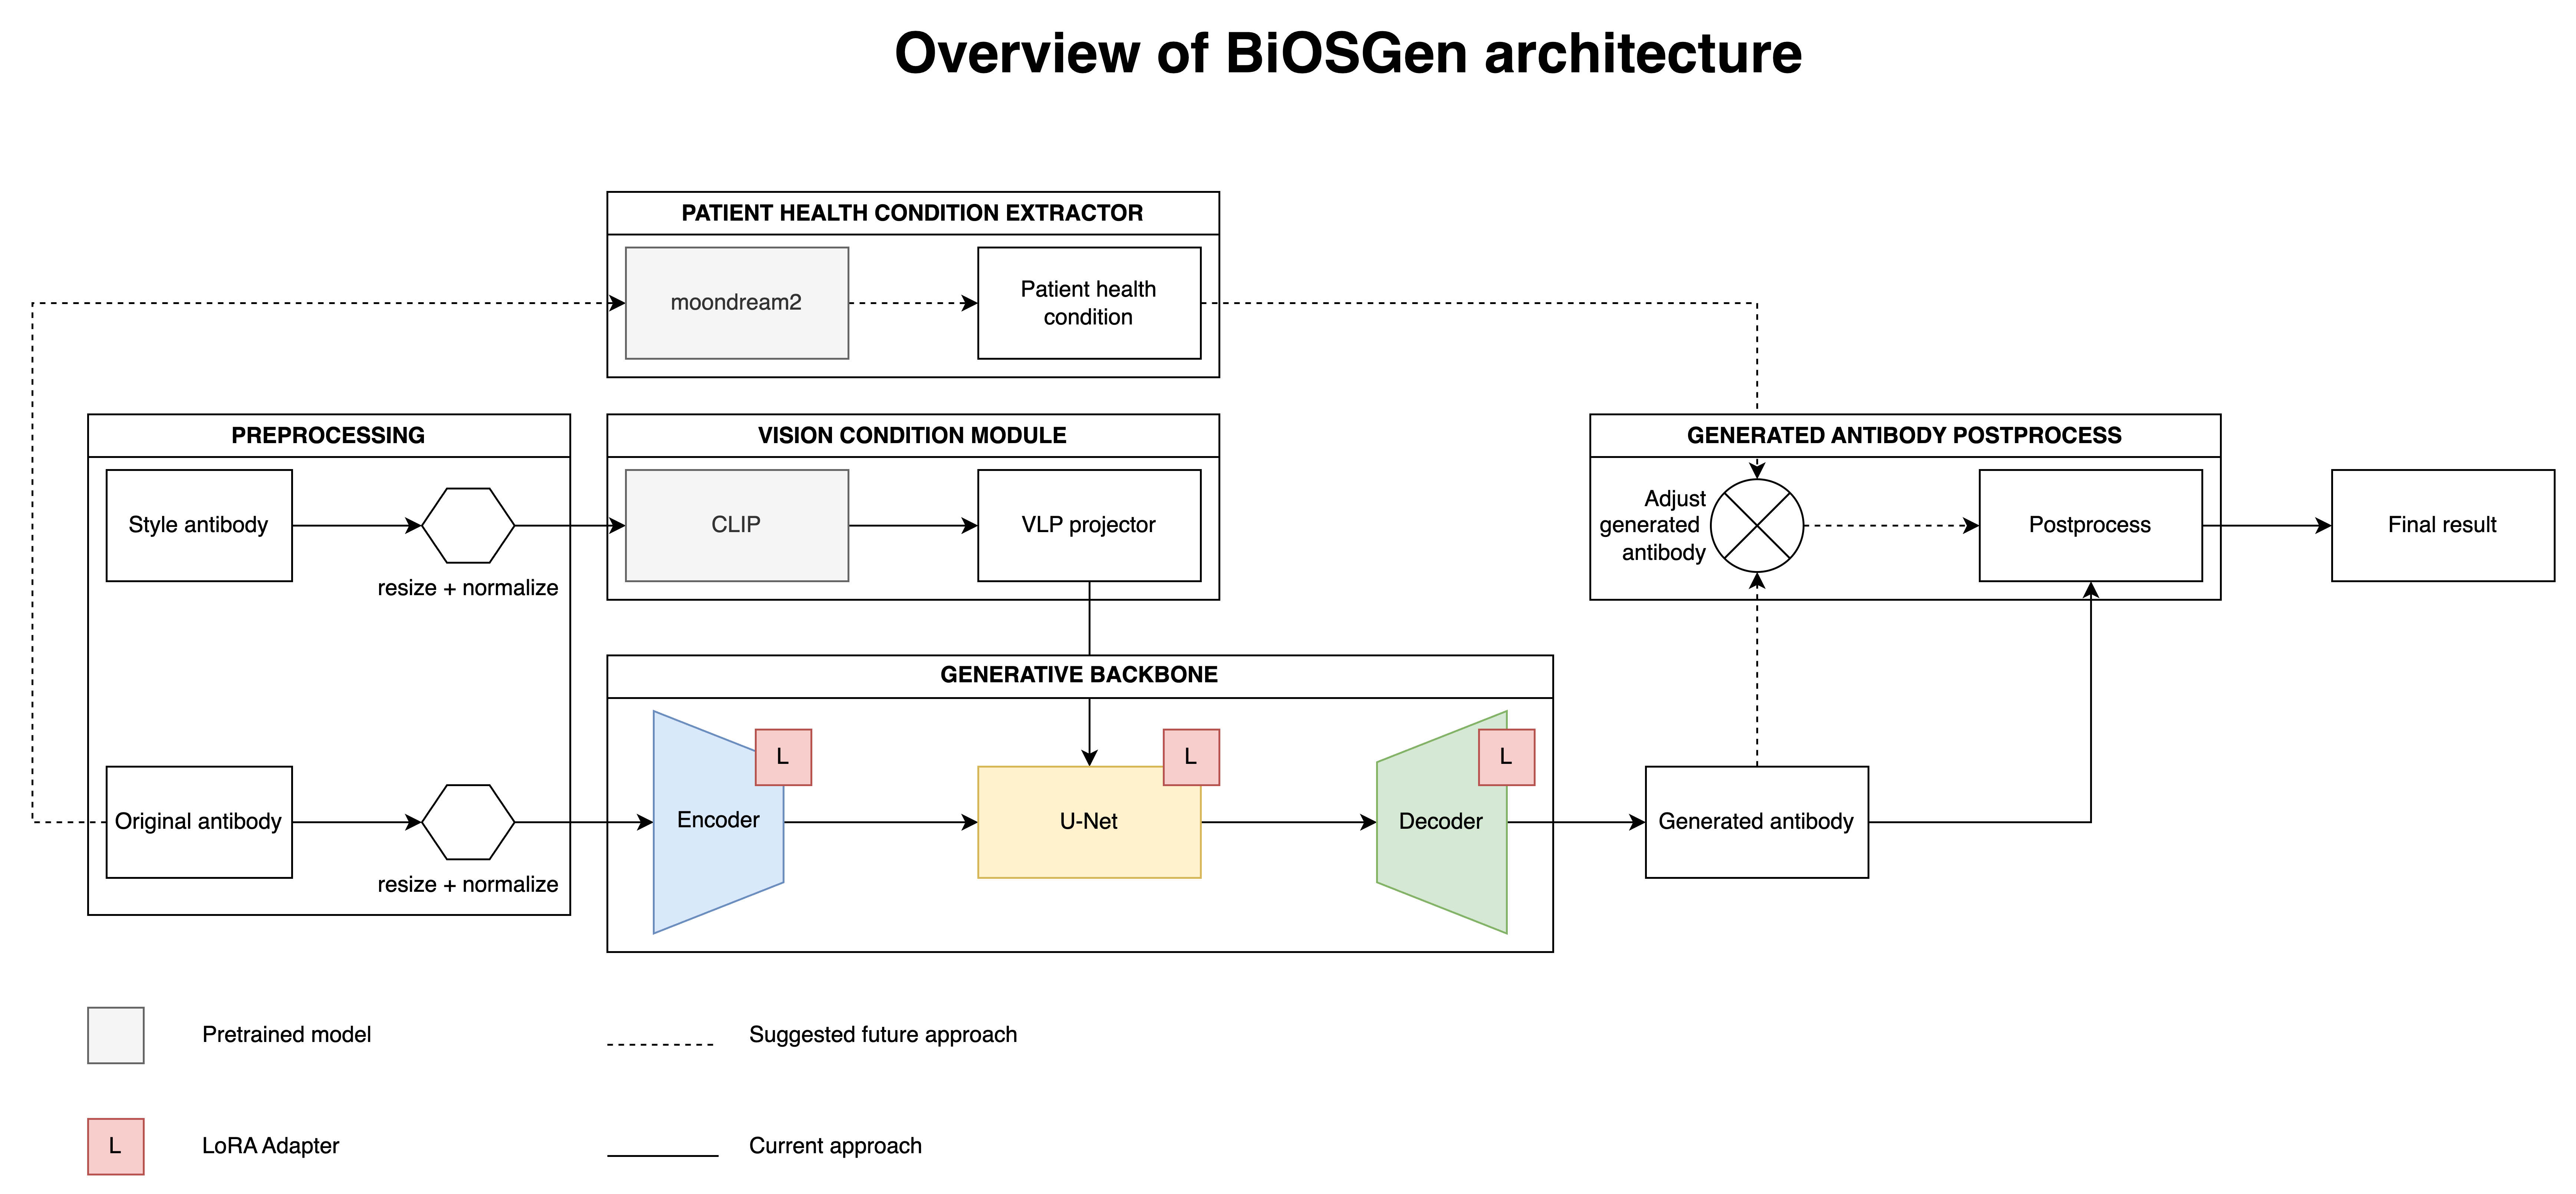 Overview of BiOSGen architecture
PATIENT HEALTH CONDITION EXTRACTOR
moondream2
Patient health
condition
PREPROCESSING
Style antibody
resize + normalize
Original antibody
resize + normalize
VISION CONDITION MODULE
CLIP
VLP projector
GENERATIVE BACKBONE
Encoder
L
U-Net
L
Decoder
L
GENERATED ANTIBODY POSTPROCESS
Adjust
generated
antibody
Postprocess
Final result
Generated antibody
Pretrained model
Suggested future approach
L
LoRA Adapter
Current approach